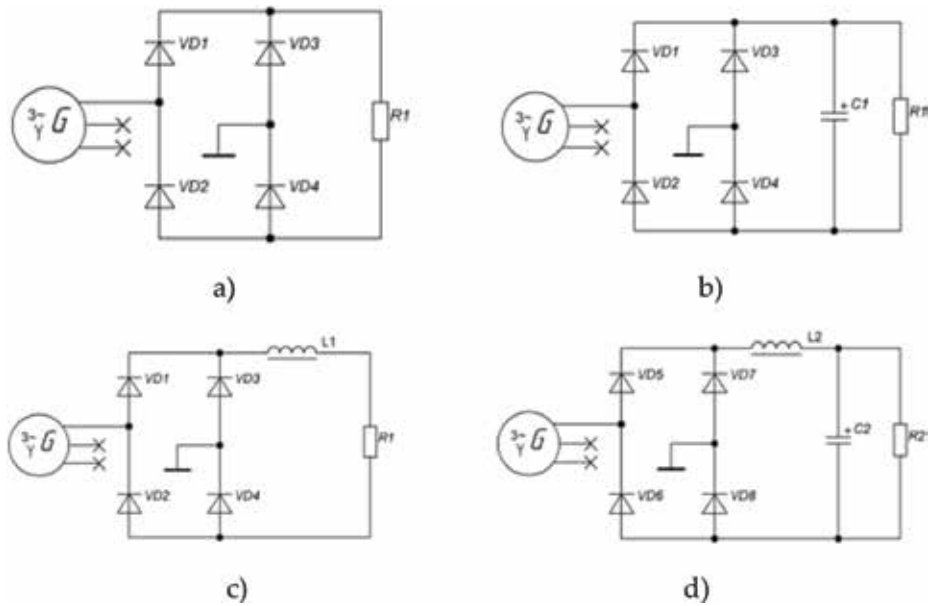 VD1 VD3
3~ Y G R1
VD2 VD4
a)
VD1 VD3
3~ Y G C1 R1
VD2 VD4
b)
L1
VD1 VD3
3~ Y G R1
VD2 VD4
c)
L2
VD5 VD7
3~ Y G + C2
VD6 VD8
d)